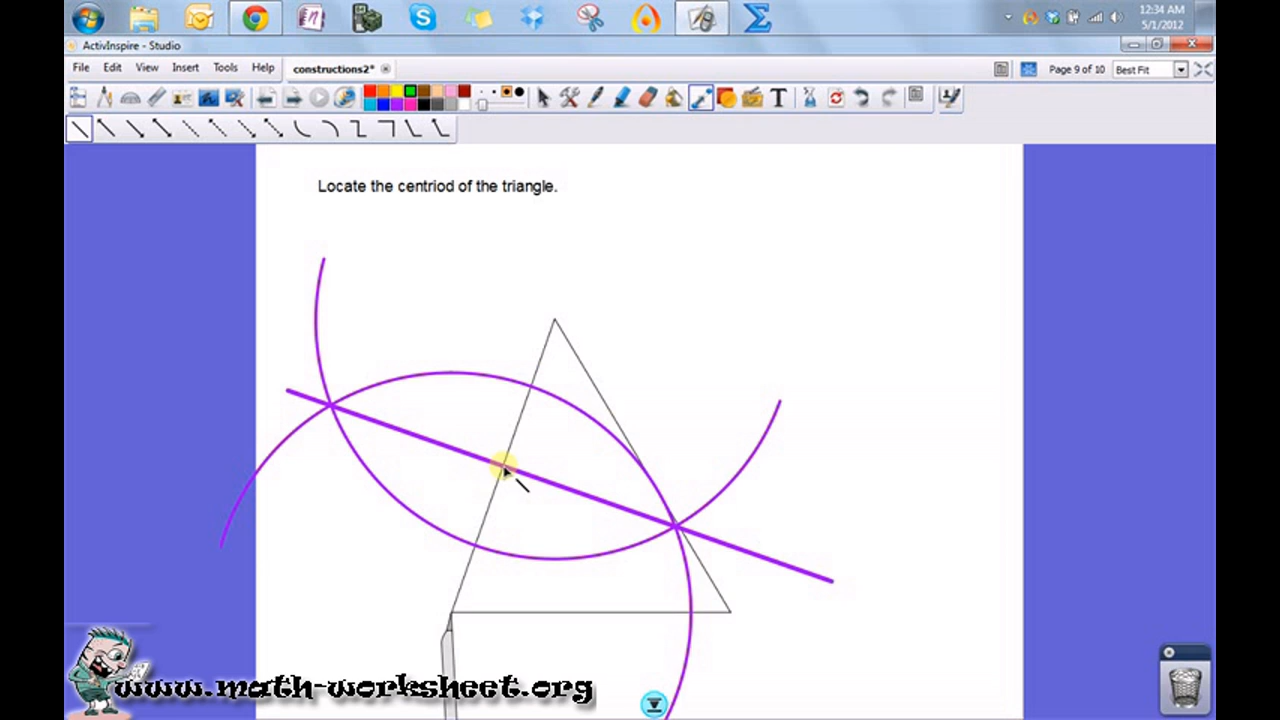 12:34 AM
5/1/2012
ActivInspire - Studio
File Edit View Insert Tools Help
constructions2*
Page 9 of 10
Best Fit
Locate the centriod of the triangle.
www.math-worksheet.org